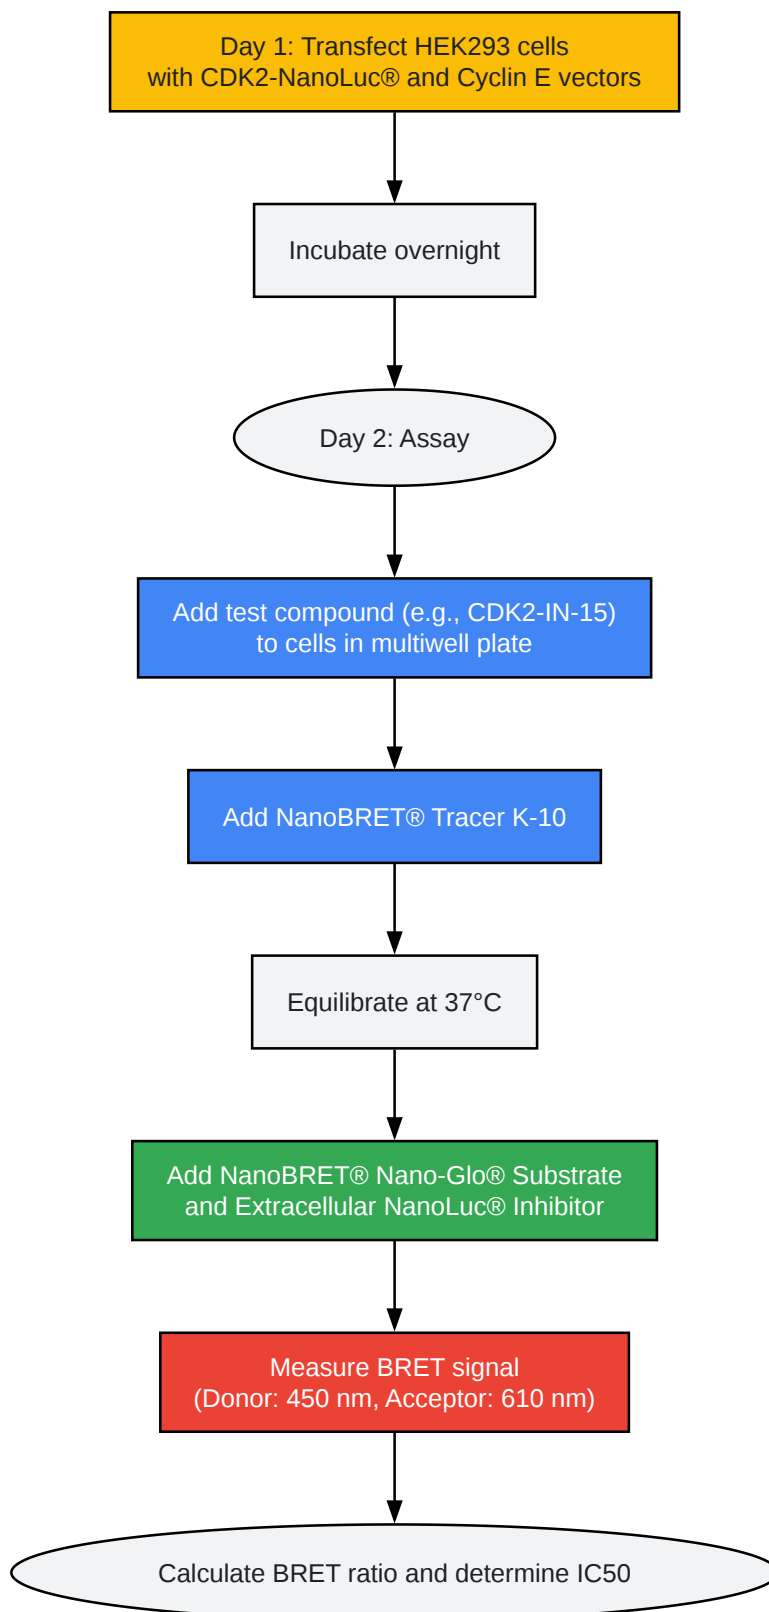 Day 1: Transfect HEK293 cells
with CDK2-NanoLuc® and Cyclin E vectors
Incubate overnight
Day 2: Assay
Add test compound (e.g., CDK2-IN-15)
to cells in multiwell plate
Add NanoBRET® Tracer K-10
Equilibrate at 37°C
Add NanoBRET® Nano-Glo® Substrate
and Extracellular NanoLuc® Inhibitor
Measure BRET signal
(Donor: 450 nm, Acceptor: 610 nm)
Calculate BRET ratio and determine IC50